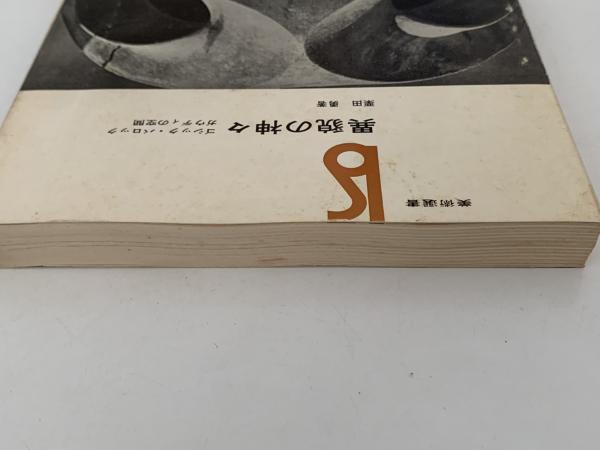 美術選書
異貌の神々
ゴシック・バロック
ガウディの空間
栗田 勇著